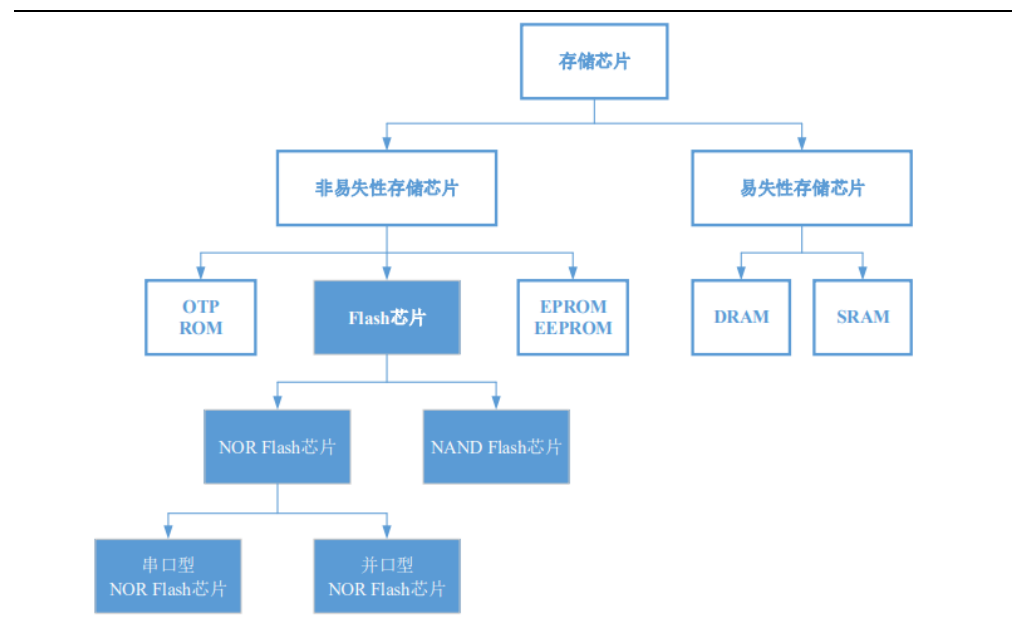 存储芯片
非易失性存储芯片
易失性存储芯片
OTP
ROM
Flash芯片
EPROM
EEPROM
DRAM
SRAM
NOR Flash芯片
NAND Flash芯片
串口型
NOR Flash芯片
并口型
NOR Flash芯片